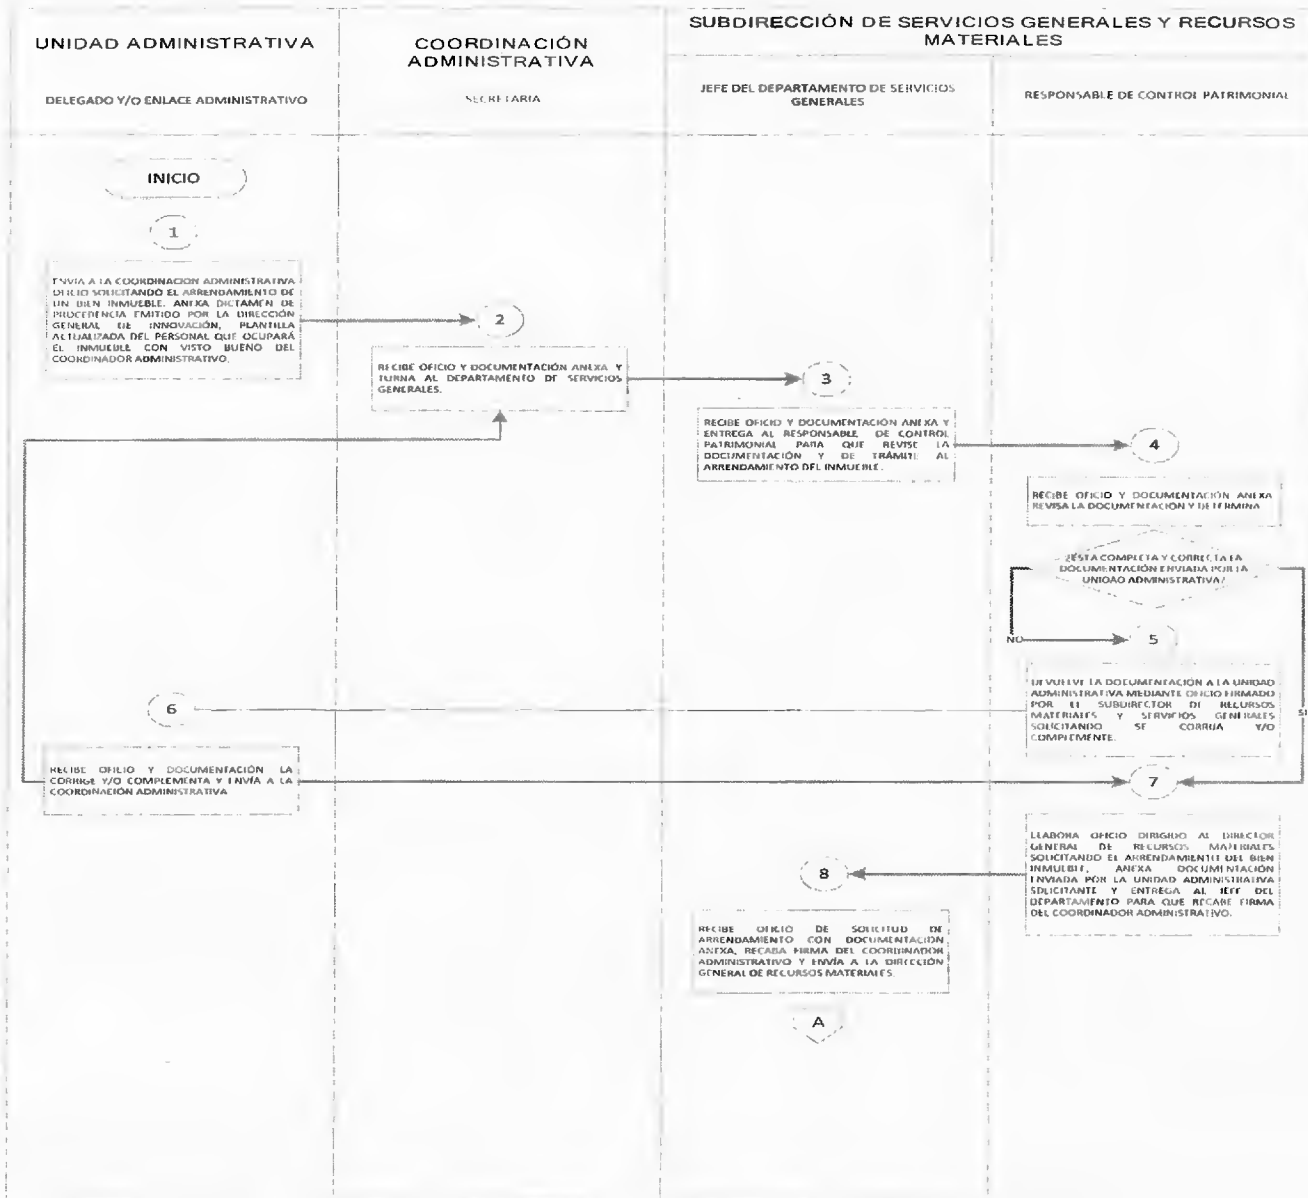 UNIDAD ADMINISTRATIVA
DELEGADO Y/O ENLACE ADMINISTRATIVO
COORDINACIÓN
ADMINISTRATIVA
SECRETARIA
SUBDIRECCIÓN DE SERVICIOS GENERALES Y RECURSOS
MATERIALES
JEFE DEL DEPARTAMENTO DE SERVICIOS
GENERALES
RESPONSABLE DE CONTROL PATRIMONIAL
INICIO
1
ENVIA A LA COORDINACION ADMINISTRATIVA
OFICIO SOLICITANDO EL ARRENDAMIENTO DE
UN BIEN INMUEBLE. ANEXA DICTAMEN DE
PROCEDENCIA EMITIDO POR LA DIRECCIÓN
GENERAL DE INNOVACIÓN, PLANTILLA
ACTUALIZADA DEL PERSONAL QUE OCUPARÁ
EL INMUEBLE CON VISTO BUENO DEL
COORDINADOR ADMINISTRATIVO.
2
RECIBE OFICIO Y DOCUMENTACIÓN ANEXA Y
TURNA AL DEPARTAMENTO DE SERVICIOS
GENERALES.
3
RECIBE OFICIO Y DOCUMENTACIÓN ANEXA Y
ENTREGA AL RESPONSABLE DE CONTROL
PATRIMONIAL PARA QUE REVISE LA
DOCUMENTACIÓN Y DE TRÁMITE AL
ARRENDAMIENTO DEL INMUEBLE.
4
RECIBE OFICIO Y DOCUMENTACIÓN ANEXA
REVISA LA DOCUMENTACIÓN Y DETERMINA
¿ESTA COMPLETA Y CORRECTA LA
DOCUMENTACIÓN ENVIADA POR LA
UNIDAD ADMINISTRATIVA?
NO
5
DEVUELVE LA DOCUMENTACIÓN A LA UNIDAD
ADMINISTRATIVA MEDIANTE OFICIO FIRMADO
POR EL SUBDIRECTOR DE RECURSOS
MATERIALES Y SERVICIOS GENERALES
SOLICITANDO SE CORRIJA Y/O
COMPLEMENTE.
SI
6
RECIBE OFICIO Y DOCUMENTACIÓN LA
CORRIGE Y/O COMPLEMENTA Y ENVÍA A LA
COORDINACIÓN ADMINISTRATIVA
7
ELABORA OFICIO DIRIGIDO AL DIRECTOR
GENERAL DE RECURSOS MATERIALES
SOLICITANDO EL ARRENDAMIENTO DEL BIEN
INMUEBLE, ANEXA DOCUMENTACIÓN
ENVIADA POR LA UNIDAD ADMINISTRATIVA
SOLICITANTE Y ENTREGA AL JEFE DEL
DEPARTAMENTO PARA QUE RECABE FIRMA
DEL COORDINADOR ADMINISTRATIVO.
8
RECIBE OFICIO DE SOLICITUD DE
ARRENDAMIENTO CON DOCUMENTACIÓN
ANEXA, RECABA FIRMA DEL COORDINADOR
ADMINISTRATIVO Y ENVÍA A LA DIRECCIÓN
GENERAL DE RECURSOS MATERIALES.
A